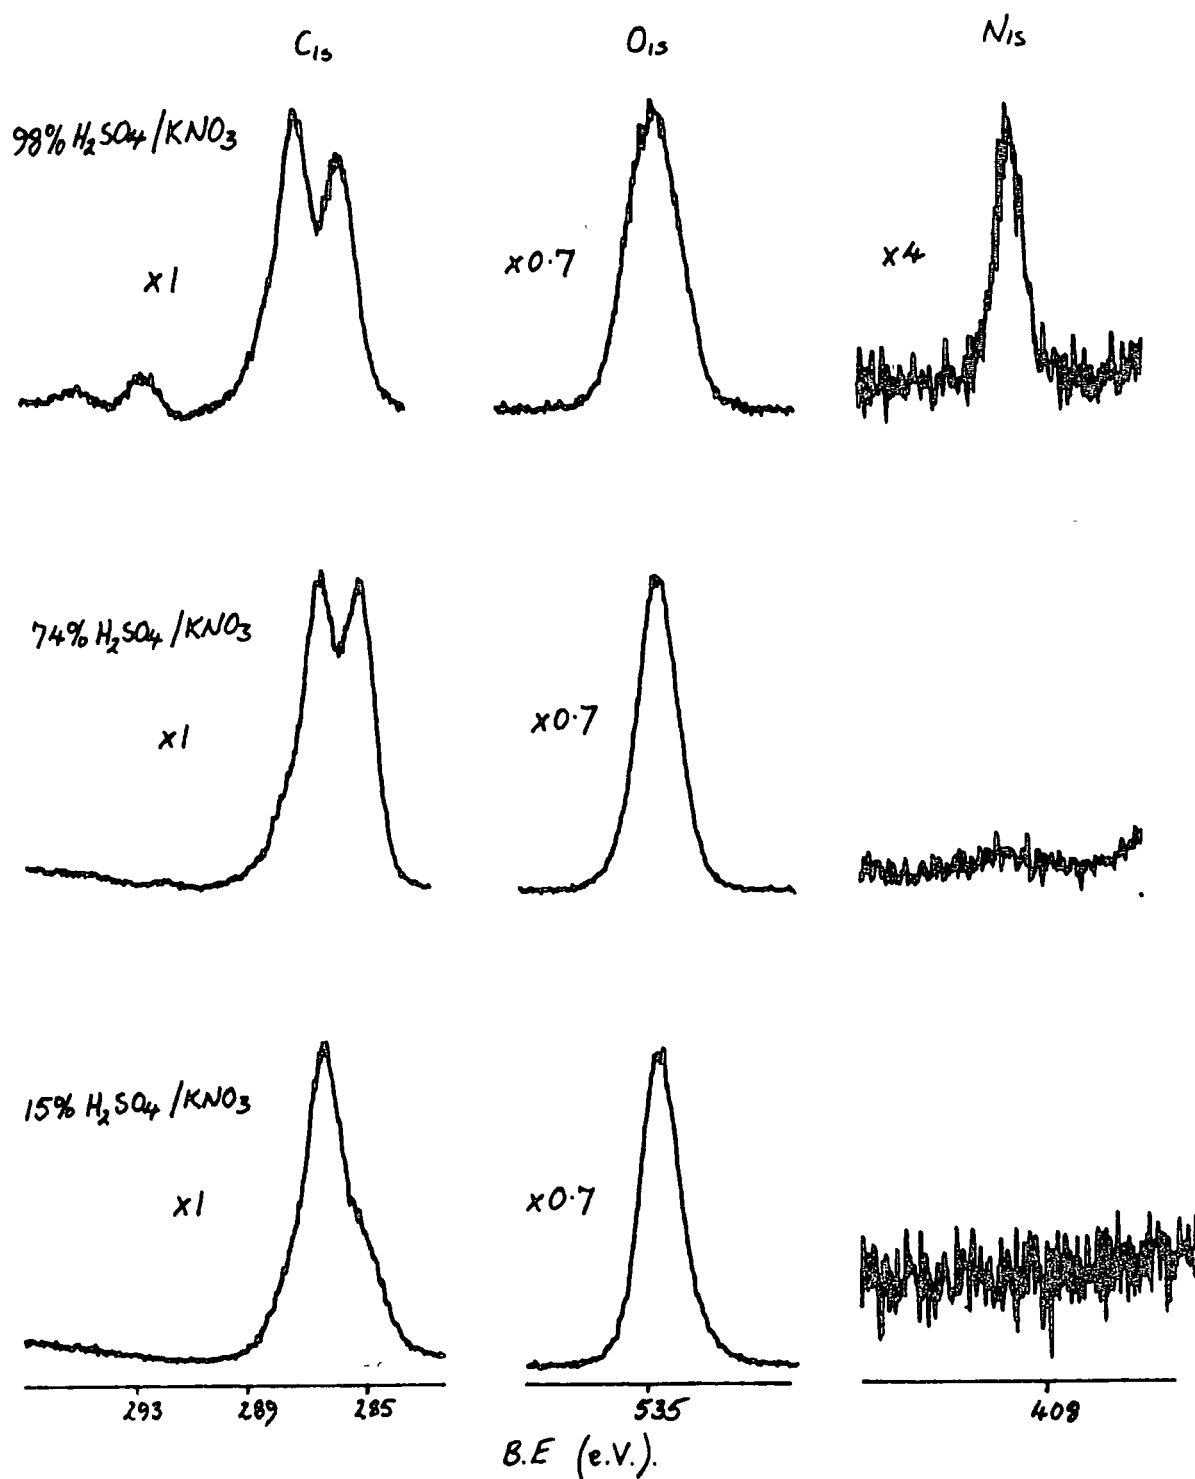 C1s O1s N1s
98% H2SO4/KNO3
x1 x0.7 x4
74% H2SO4/KNO3
x1 x0.7
15% H2SO4/KNO3
x1 x0.7
293 289 285 535 408
B.E (e.V.).